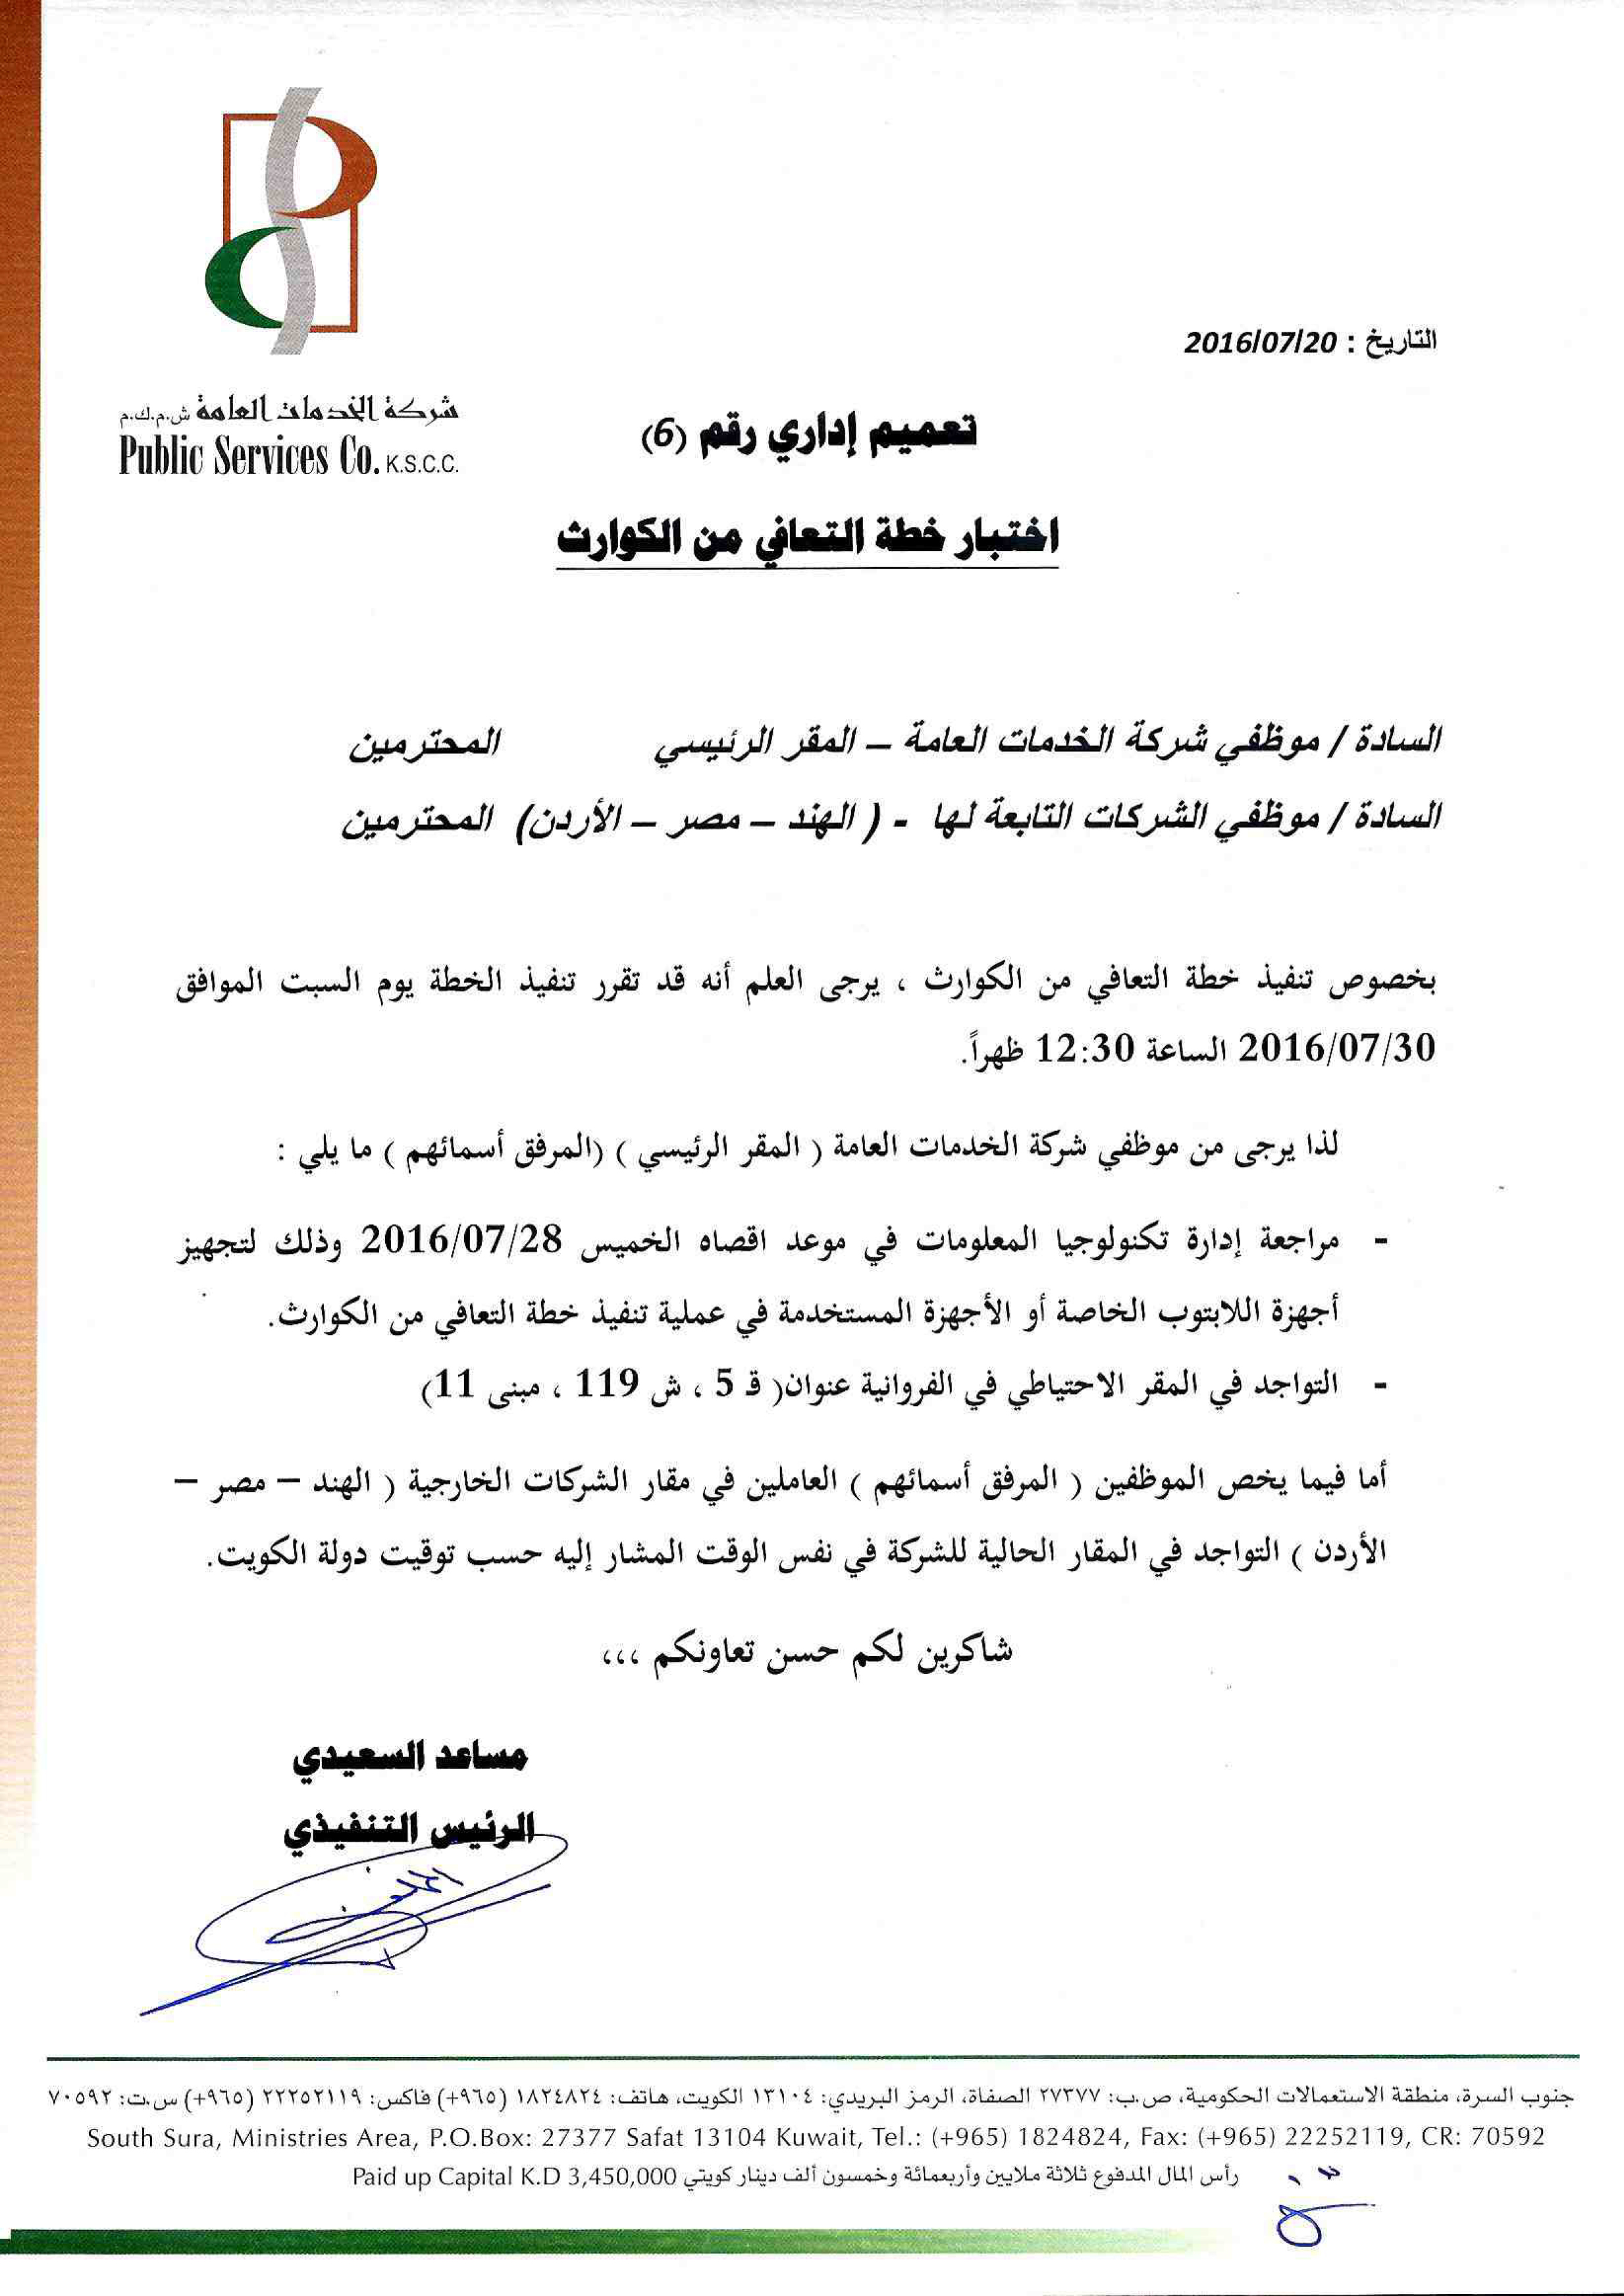 التاريخ : 2016/07/20
شركة الخدمات العامة ش.م.ك.م
Public Services Co. K.S.C.C.
تعميم إداري رقم (6)
اختبار خطة التعافي من الكوارث
السادة / موظفي شركة الخدمات العامة – المقر الرئيسي المحترمين
السادة / موظفي الشركات التابعة لها - ( الهند – مصر – الأردن) المحترمين
بخصوص تنفيذ خطة التعافي من الكوارث ، يرجى العلم أنه قد تقرر تنفيذ الخطة يوم السبت الموافق
2016/07/30 الساعة 12:30 ظهراً.
لذا يرجى من موظفي شركة الخدمات العامة ( المقر الرئيسي ) (المرفق أسمائهم ) ما يلي :
- مراجعة إدارة تكنولوجيا المعلومات في موعد اقصاه الخميس 2016/07/28 وذلك لتجهيز
أجهزة اللابتوب الخاصة أو الأجهزة المستخدمة في عملية تنفيذ خطة التعافي من الكوارث.
- التواجد في المقر الاحتياطي في الفروانية عنوان( قـ 5 ، ش 119 ، مبنى 11)
أما فيما يخص الموظفين ( المرفق أسمائهم ) العاملين في مقار الشركات الخارجية ( الهند – مصر –
الأردن ) التواجد في المقار الحالية للشركة في نفس الوقت المشار إليه حسب توقيت دولة الكويت.
شاكرين لكم حسن تعاونكم ،،،
مساعد السعيدي
الرئيس التنفيذي
جنوب السرة، منطقة الاستعمالات الحكومية، ص.ب: ٢٧٣٧٧ الصفاة، الرمز البريدي: ١٣١٠٤ الكويت، هاتف: ١٨٢٤٨٢٤ (٩٦٥+) فاكس: ٢٢٢٥٢١١٩ (٩٦٥+) س.ت: ٧٠٥٩٢
South Sura, Ministries Area, P.O.Box: 27377 Safat 13104 Kuwait, Tel.: (+965) 1824824, Fax: (+965) 22252119, CR: 70592
رأس المال المدفوع ثلاثة ملايين وأربعمائة وخمسون ألف دينار كويتي Paid up Capital K.D 3,450,000